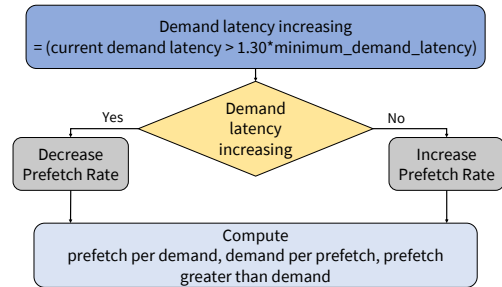 Demand latency increasing
= (current demand latency > 1.30*minimum_demand_latency)
Yes
Demand
latency
increasing
No
Decrease
Prefetch Rate
Increase
Prefetch Rate
Compute
prefetch per demand, demand per prefetch, prefetch
greater than demand